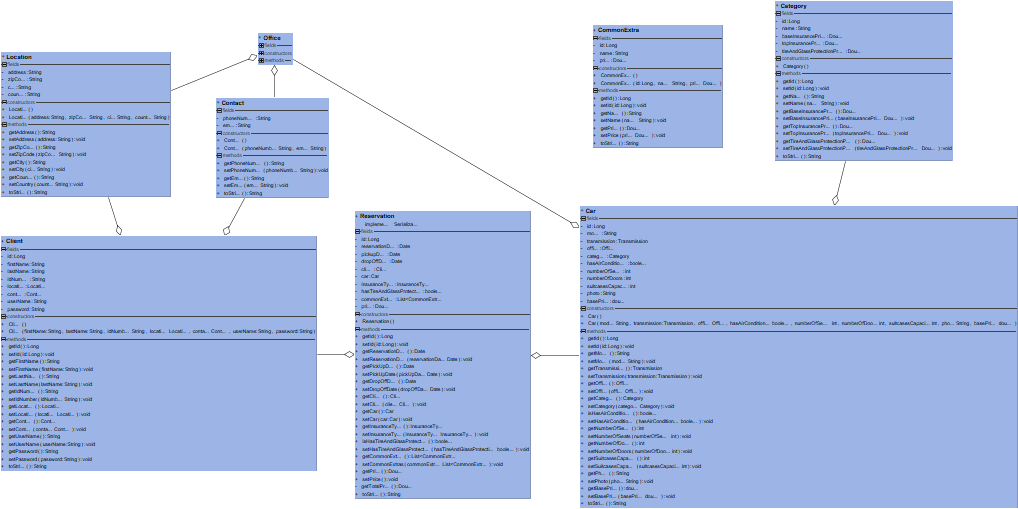 Location
fields
- address: String
- zipCo... : String
- c... : String
- coun... : String
constructors
+ Locati... ( )
+ Locati... (address: String, zipCo... String, ci... String, count... String )
methods
+ getAddress ( ): String
+ setAddress (address: String ): void
+ getZipCo... ( ): String
+ setZipCode (zipCo... String ): void
+ getCity ( ): String
+ setCity (ci... String ): void
+ getCoun... ( ): String
+ setCountry (count... String ): void
+ toStri... ( ): String
Office
fields
constructors
methods
Contact
fields
- phoneNum... : String
- em... : String
constructors
+ Cont... ( )
+ Cont... (phoneNumb... String , em... String )
methods
+ getPhoneNum... ( ): String
+ setPhoneNum... (phoneNumb... String ): void
+ getEm... ( ): String
+ setEm... ( em... String ): void
+ toStri... ( ): String
CommonExtra
fields
- id: Long
- name : String
- pri... : Dou...
constructors
+ CommonEx... ( )
+ CommonEx... ( id: Long, na... String , pri... Dou... )
methods
+ getId ( ): Long
+ setId (id: Long ): void
+ getNa... ( ): String
+ setName (na... String ): void
+ getPri... ( ): Dou...
+ setPrice (pri... Dou... ): void
+ toStri... ( ): String
Category
fields
- id: Long
- name : String
- baseInsurancePri... : Dou...
- topInsurancePri... : Dou...
- tireAndGlassProtectionP... : Dou...
constructors
+ Category ( )
methods
+ getId ( ): Long
+ setId (id: Long ): void
+ getNa... ( ): String
+ setName (na... String ): void
+ getBaseInsurancePr... ( ): Dou...
+ setBaseInsurancePri... (baseInsurancePri... Dou... ): void
+ getTopInsurancePr... ( ): Dou...
+ setTopInsurancePr... (topInsurancePri... Dou... ): void
+ getTireAndGlassProtectionP... ( ): Dou...
+ setTireAndGlassProtectionP... (tireAndGlassProtectionP... Dou... ): void
+ toStri... ( ): String
Client
fields
- id: Long
- firstName: String
- lastName: String
- idNum... : String
- locati... : Locati...
- cont... : Cont...
- userName : String
- password: String
constructors
+ Cli... ( )
+ Cli... (firstName: String , lastName: String , idNumb... String , locati... Locati... , conta... Cont... , userName: String , password: String )
methods
+ getId ( ): Long
+ setId (id: Long ): void
+ getFirstName ( ): String
+ setFirstName (firstName: String ): void
+ getLastNa... ( ): String
+ setLastName (lastName: String ): void
+ getIdNum... ( ): String
+ setIdNumber (idNumb... String ): void
+ getLocat... ( ): Locati...
+ setLocati... ( locati... Locati... ): void
+ getCont... ( ): Cont...
+ setCont... ( conta... Cont... ): void
+ getUserName ( ): String
+ setUserName (userName: String ): void
+ getPassword ( ): String
+ setPassword (password: String ): void
+ toStri... ( ): String
Reservation
impleme... Serializa...
fields
- id: Long
- reservationD... : Date
- pickupD... : Date
- dropOffD... : Date
- cli... : Cli...
- car: Car
- insuranceTy... : InsuranceTy...
- hasTireAndGlassProtect... : boole...
- commonExt... : List<CommonExtr...
- pri... : Dou...
constructors
+ Reservation ( )
methods
+ getId ( ): Long
+ setId (id: Long ): void
+ getReservationD... ( ): Date
+ setReservationD... ( reservationDa... Date ): void
+ getPickUpD... ( ): Date
+ setPickUpDate (pickUpDa... Date ): void
+ getDropOffD... ( ): Date
+ setDropOffDate (dropOffDa... Date ): void
+ getCli... ( ): Cli...
+ setCli... ( clie... Cli... ): void
+ getCar ( ): Car
+ setCar (car: Car ): void
+ getInsuranceTy... ( ): InsuranceTy...
+ setInsuranceTy... ( insuranceTy... InsuranceTy... ): void
+ isHasTireAndGlassProtect... ( ): boole...
+ setHasTireAndGlassProtect... ( hasTireAndGlassProtecti... boole... ): void
+ getCommonExt... ( ): List<CommonExtr...
+ setCommonExtras ( commonExtr... List<CommonExtr... ): void
+ getPri... ( ): Dou...
+ setPrice ( ): void
+ getTotalPr... ( ): Dou...
+ toStri... ( ): String
Car
fields
- id: Long
- mo... : String
- transmission: Transmission
- offi... : Offi...
- categ... : Category
- hasAirConditio... : boole...
- numberOfSe... : int
- numberOfDoors: int
- suitcasesCapac... : int
- photo : String
- basePri... : dou...
constructors
+ Car ( )
+ Car ( mod... String , transmission: Transmission , offi... Offi... , hasAirCondition... boole... , numberOfSe... int, numberOfDoo... int, suitcasesCapaci... int, pho... String , basePri... dou... )
methods
+ getId ( ): Long
+ setId (id: Long ): void
+ getMo... ( ): String
+ setMo... ( mod... String ): void
+ getTransmissi... ( ): Transmission
+ setTransmission (transmission: Transmission ): void
+ getOffi... ( ): Offi...
+ setOffi... (offi... Offi... ): void
+ getCateg... ( ): Category
+ setCategory (catego... Category ): void
+ isHasAirConditio... ( ): boole...
+ setHasAirConditio... ( hasAirCondition... boole... ): void
+ getNumberOfSe... ( ): int
+ setNumberOfSeats (numberOfSe... int ): void
+ getNumberOfDo... ( ): int
+ setNumberOfDoors (numberOfDoo... int ): void
+ getSuitcasesCapa... ( ): int
+ setSuitcasesCapa... ( suitcasesCapaci... int ): void
+ getPh... ( ): String
+ setPhoto (pho... String ): void
+ getBasePri... ( ): dou...
+ setBasePri... ( basePri... dou... ): void
+ toStri... ( ): String